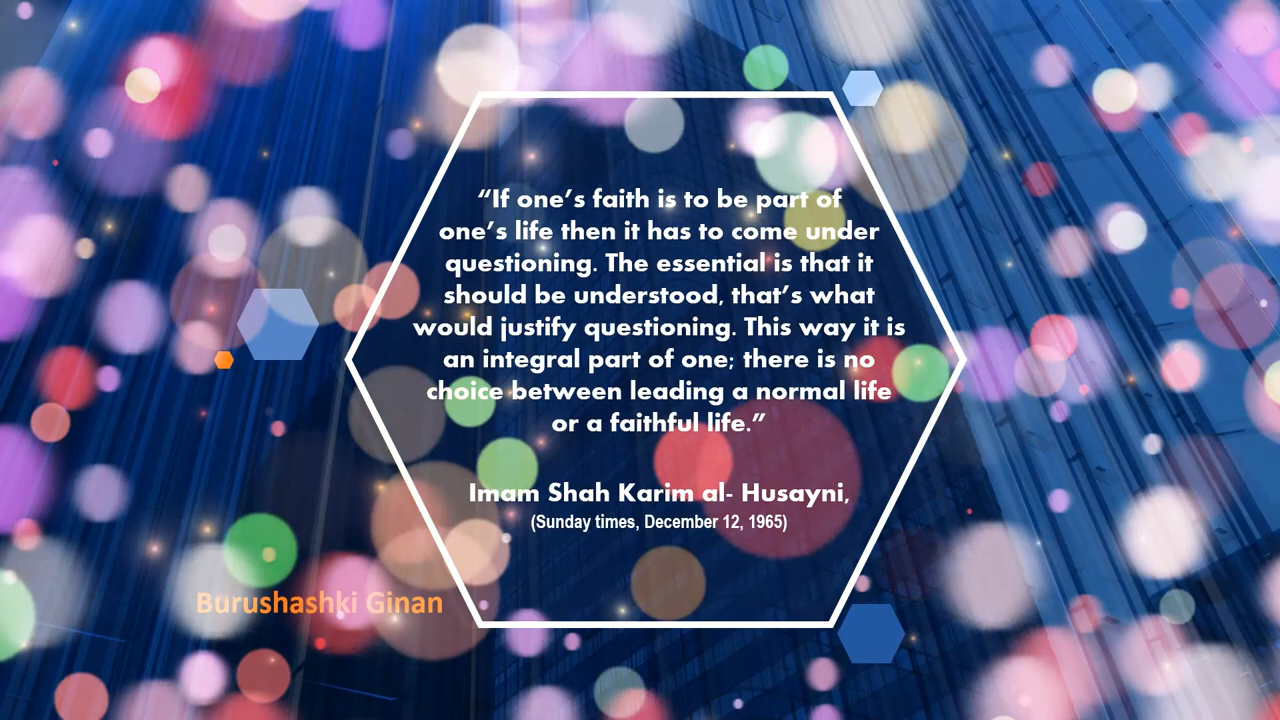 “If one’s faith is to be part of
one’s life then it has to come under
questioning. The essential is that it
should be understood, that’s what
would justify questioning. This way it is
an integral part of one; there is no
choice between leading a normal life
or a faithful life.”
Imam Shah Karim al- Husayni,
(Sunday times, December 12, 1965)
Burushashki Ginan